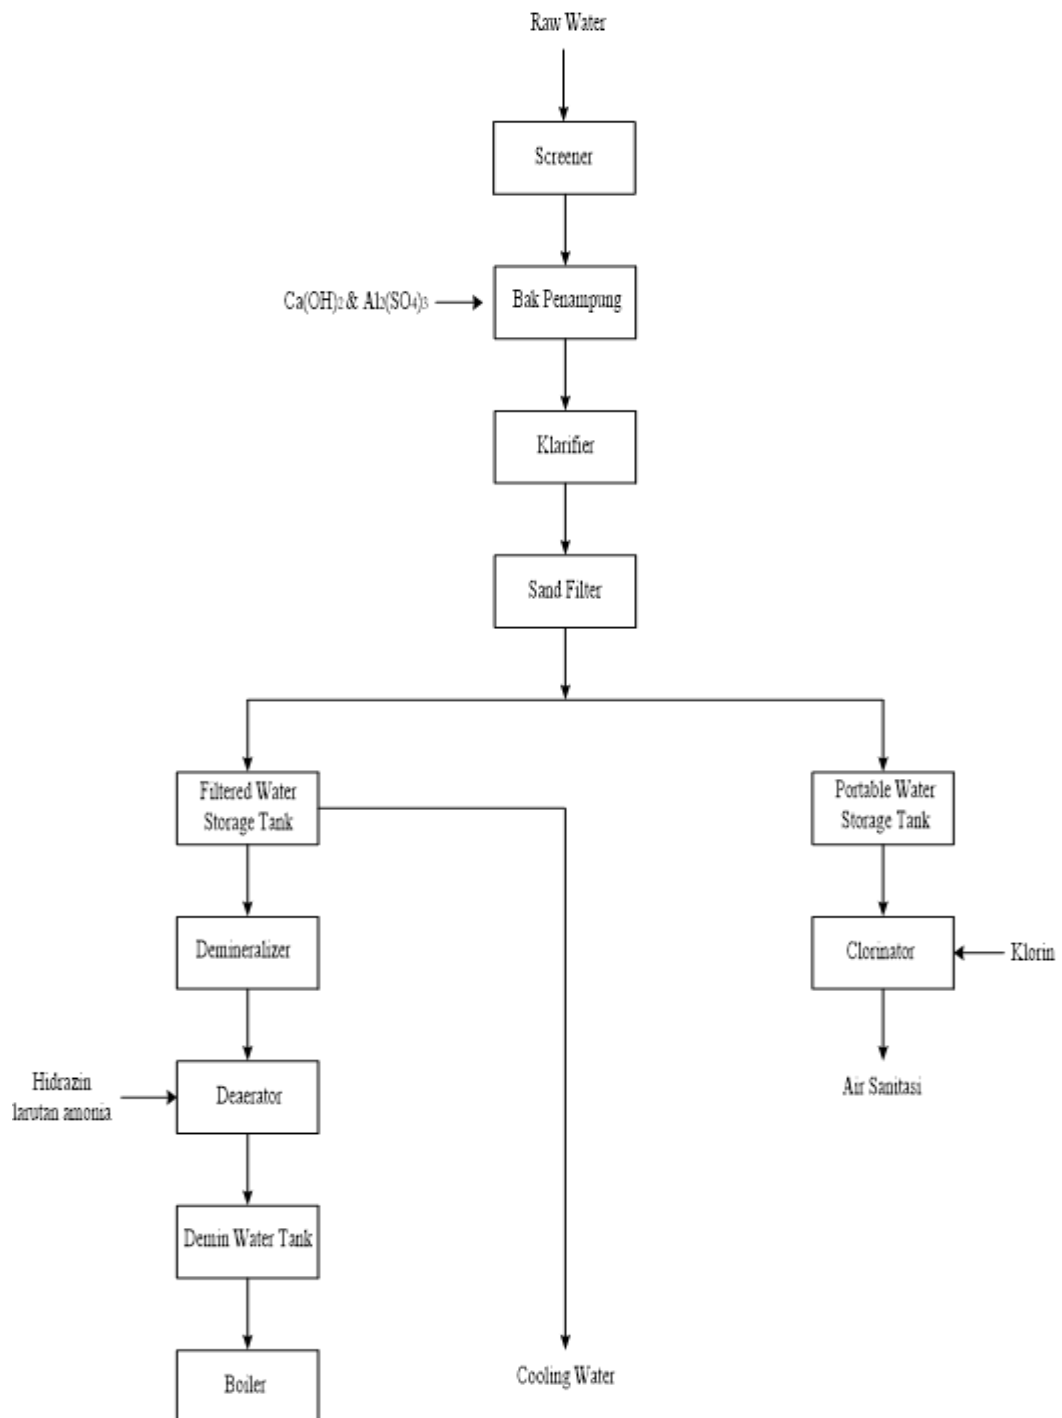 Raw Water
Screener
Ca(OH)2 & Al2(SO4)3
Bak Penampung
Klarifier
Sand Filter
Filtered Water
Storage Tank
Portable Water
Storage Tank
Demineralizer
Clorinator
Klorin
Hidrazin
larutan amonia
Deaerator
Air Sanitasi
Demin Water Tank
Boiler
Cooling Water